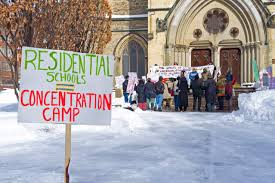 RESIDENTIAL
SCHOOLS
=
CONCENTRATION
CAMP